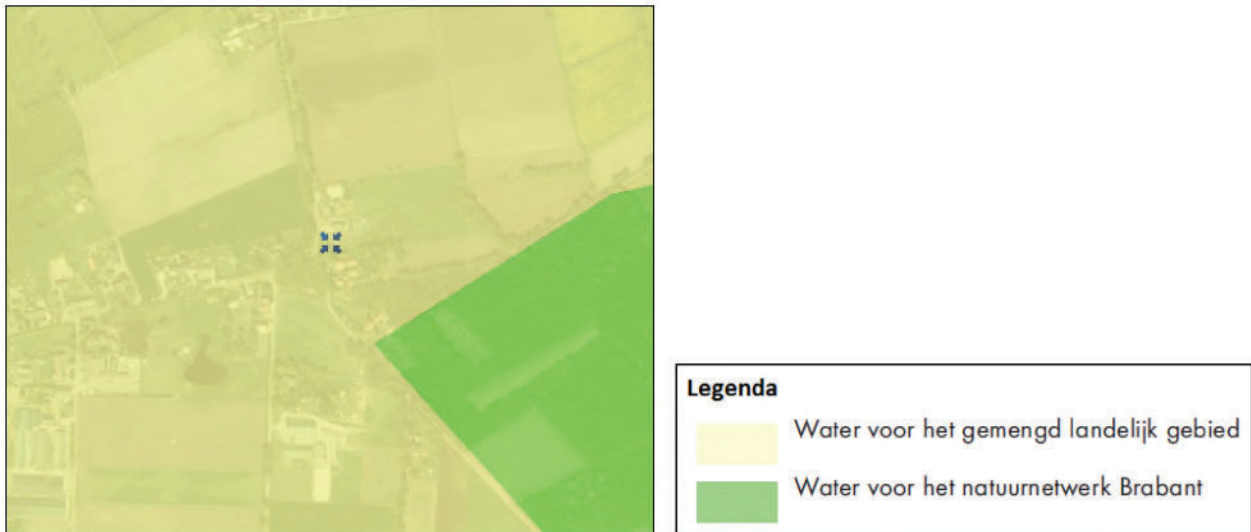 Legenda
Water voor het gemengd landelijk gebied
Water voor het natuurnetwerk Brabant